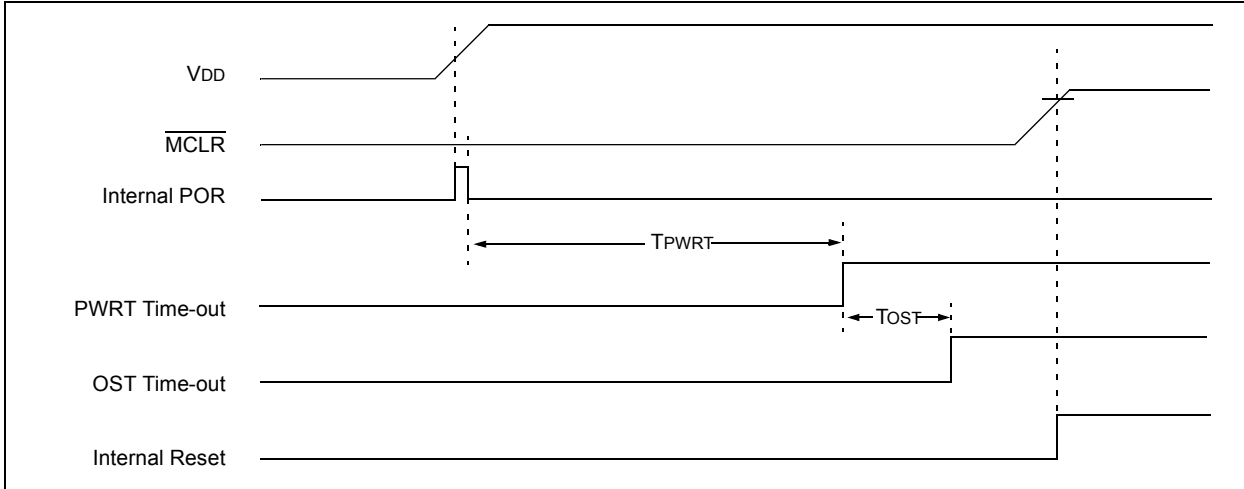 VDD
MCLR
Internal POR
TPWRT
PWRT Time-out
TOST
OST Time-out
Internal Reset